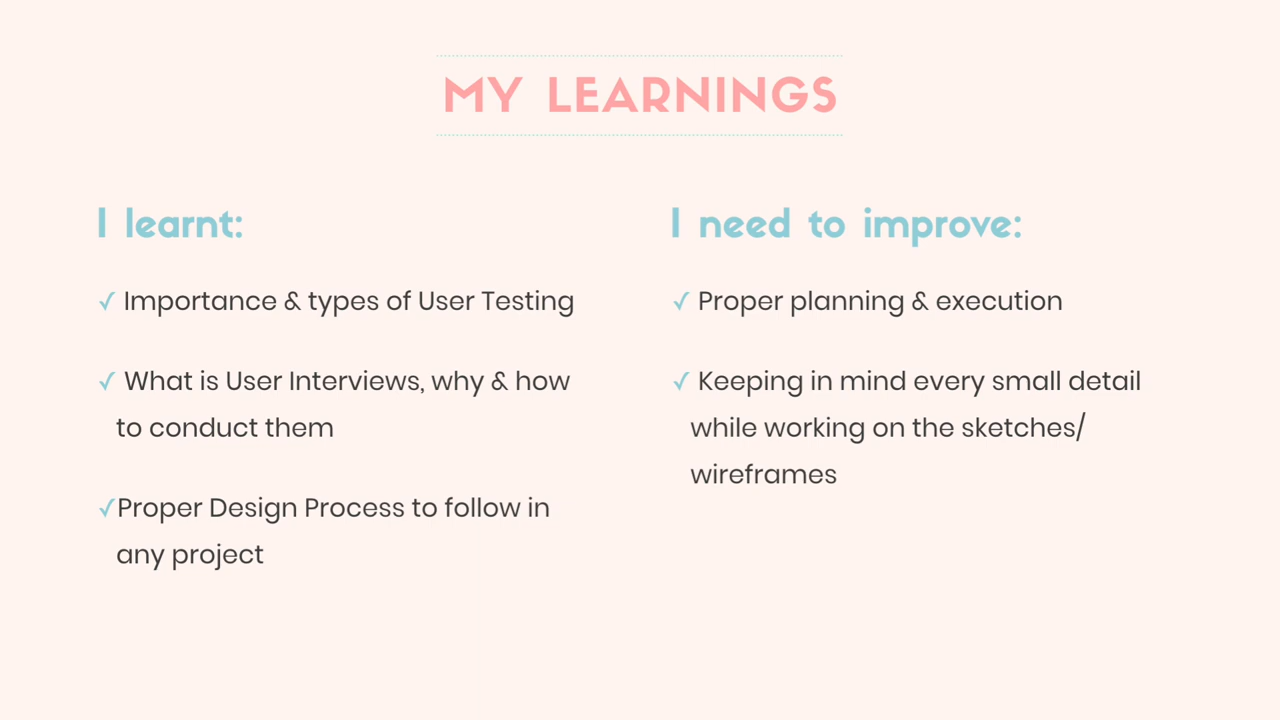 MY LEARNINGS
I learnt:
✓ Importance & types of User Testing
✓ What is User Interviews, why & how
to conduct them
✓Proper Design Process to follow in
any project
I need to improve:
✓ Proper planning & execution
✓ Keeping in mind every small detail
while working on the sketches/
wireframes